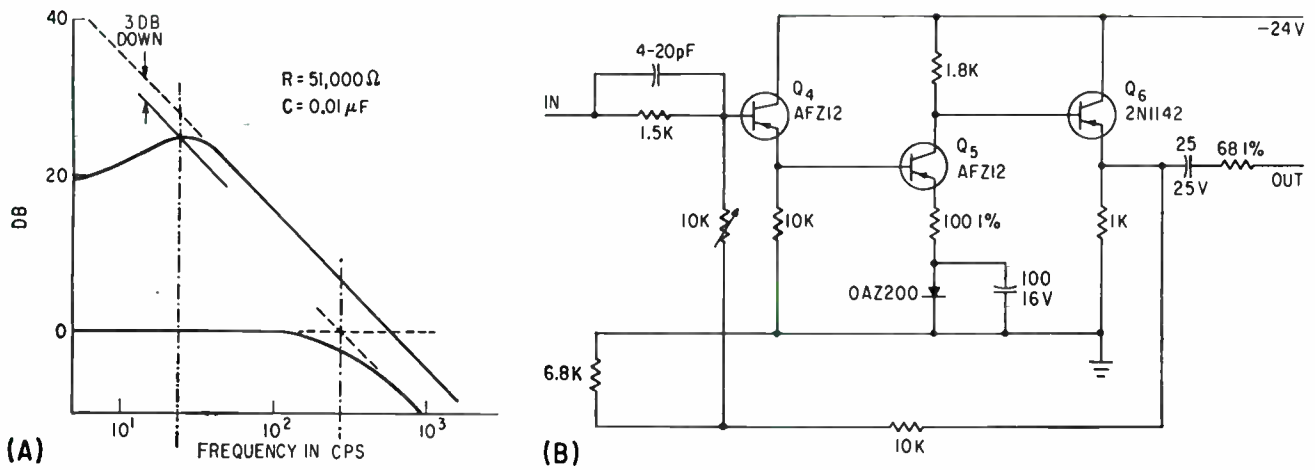 40
3 DB
DOWN
R = 51,000 Ω
C = 0.01 μF
20
DB
0
10¹
10²
10³
FREQUENCY IN CPS
(A)
4-20pF
IN
1.5K
Q4
AFZ12
1.8K
-24V
Q6
2N1142
Q5
AFZ12
25
25V
68 1%
OUT
10K
10K
100 1%
1K
OAZ200
100
16V
6.8K
10K
(B)